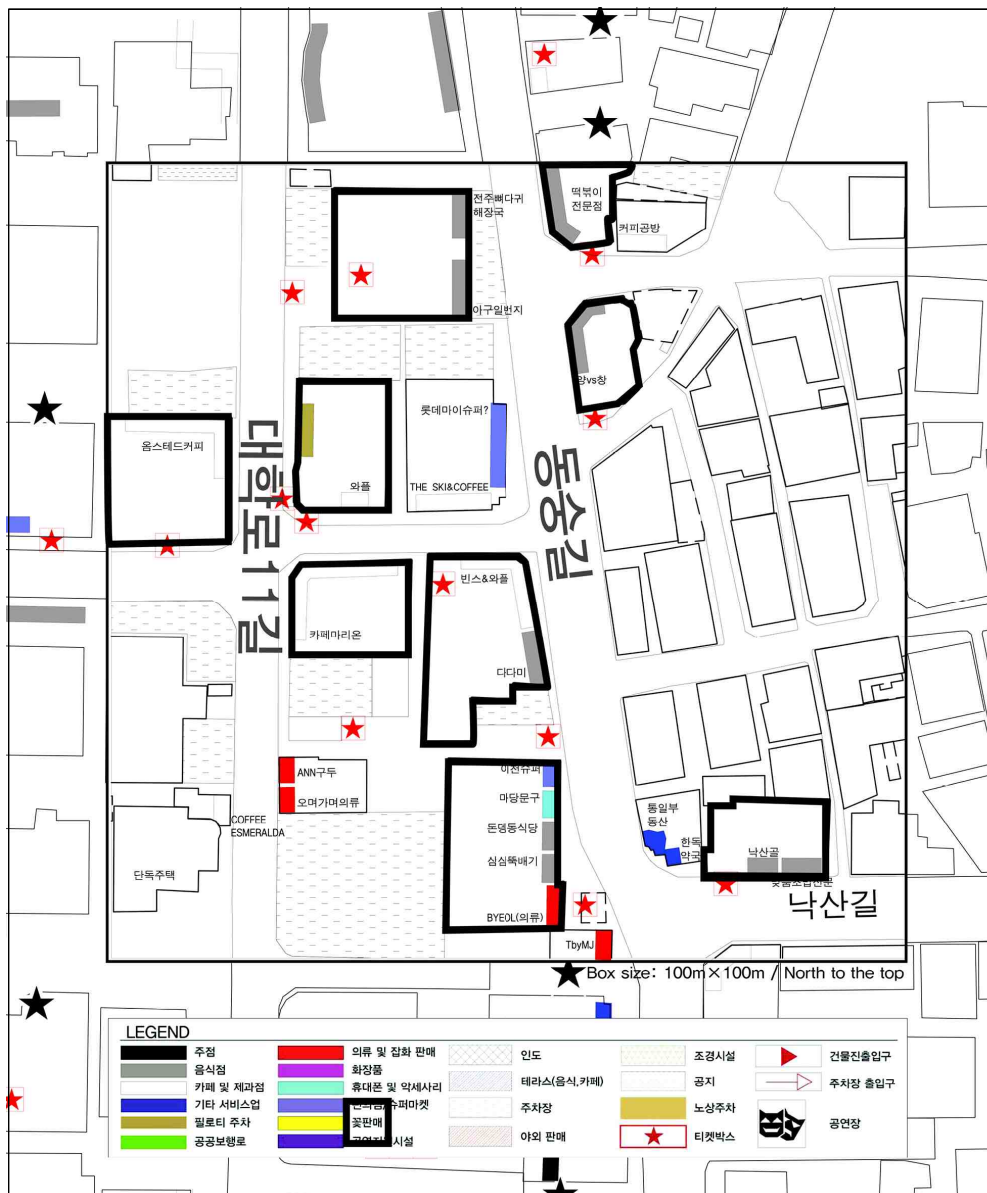 전주뼈다귀
해장국
떡볶이
전문점
커피공방
아구일번지
양vs창
옴스테드커피
롯데마이슈퍼?
와플
THE SKI&COFFEE
대학로11길
동숭길
빈스&와플
카페마리온
다다미
ANN구두
오며가며의류
이천슈퍼
마당문구
돈뎅동식당
심심뚝배기
BYEOL(의류)
TbyMJ
COFFEE
ESMERALDA
단독주택
통일부
동산
한독
약국
낙산골
낙산길
Box size: 100m×100m / North to the top
LEGEND
주점
음식점
카페 및 제과점
기타 서비스업
필로티 주차
공공보행로
의류 및 잡화 판매
화장품
휴대폰 및 악세사리
편의점/슈퍼마켓
꽃판매
인도
테라스(음식,카페)
주차장
야외 판매
조경시설
공지
노상주차
티켓박스
건물진출입구
주차장 출입구
공연장